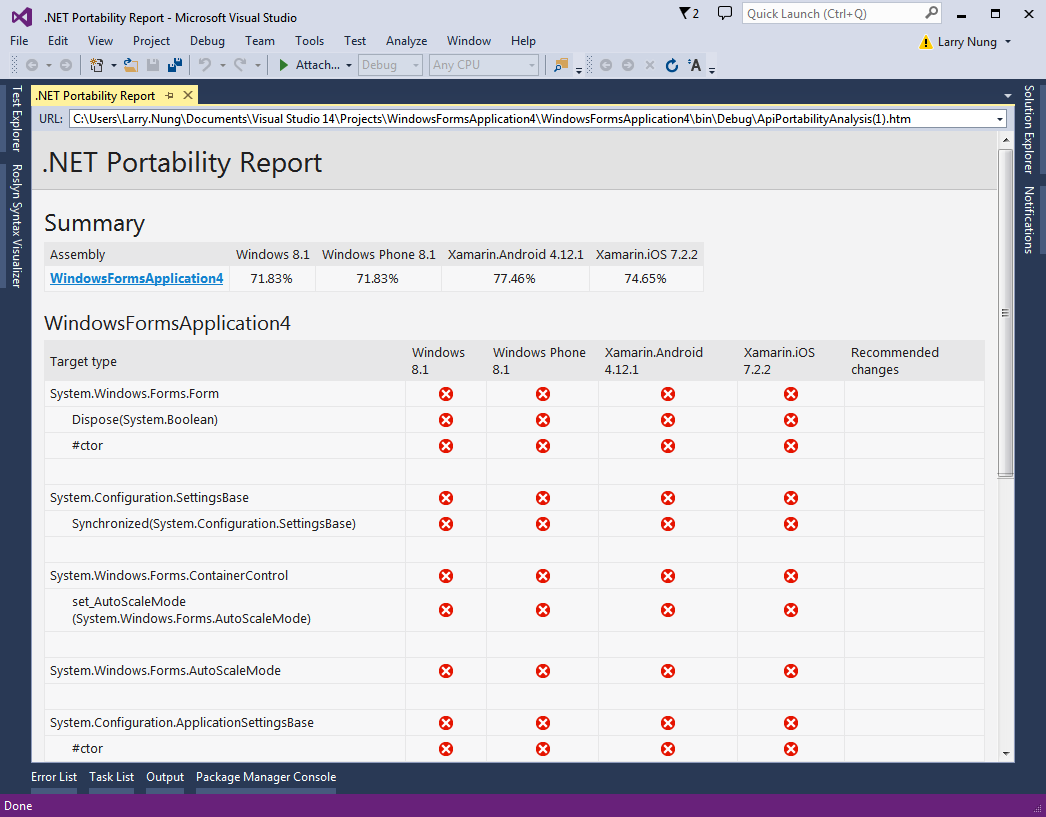 .NET Portability Report - Microsoft Visual Studio
2
Quick Launch (Ctrl+Q)
File Edit View Project Debug Team Tools Test Analyze Window Help
Larry Nung
Attach... Debug Any CPU
Test Explorer
Roslyn Syntax Visualizer
.NET Portability Report
URL: C:\Users\Larry.Nung\Documents\Visual Studio 14\Projects\WindowsFormsApplication4\WindowsFormsApplication4\bin\Debug\ApiPortabilityAnalysis(1).htm
.NET Portability Report
Summary
Assembly Windows 8.1 Windows Phone 8.1 Xamarin.Android 4.12.1 Xamarin.iOS 7.2.2
WindowsFormsApplication4 71.83% 71.83% 77.46% 74.65%
WindowsFormsApplication4
Target type Windows 8.1 Windows Phone 8.1 Xamarin.Android 4.12.1 Xamarin.iOS 7.2.2 Recommended changes
System.Windows.Forms.Form
Dispose(System.Boolean)
#ctor
System.Configuration.SettingsBase
Synchronized(System.Configuration.SettingsBase)
System.Windows.Forms.ContainerControl
set_AutoScaleMode
(System.Windows.Forms.AutoScaleMode)
System.Windows.Forms.AutoScaleMode
System.Configuration.ApplicationSettingsBase
#ctor
Solution Explorer
Notifications
Error List Task List Output Package Manager Console
Done